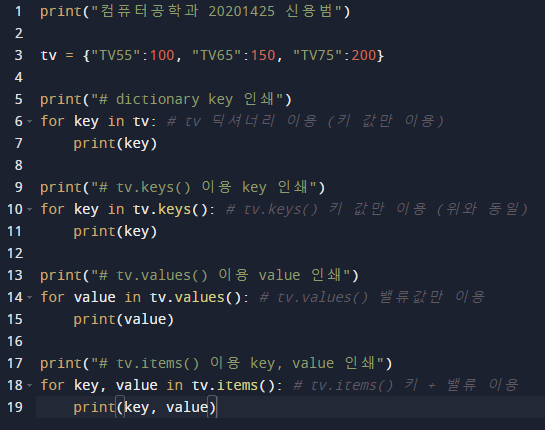 1 print("컴퓨터공학과 20201425 신용범")
2
3 tv = {"TV55":100, "TV65":150, "TV75":200}
4
5 print("# dictionary key 인쇄")
6 for key in tv: # tv 딕셔너리 이용 (키 값만 이용)
7     print(key)
8
9 print("# tv.keys() 이용 key 인쇄")
10 for key in tv.keys(): # tv.keys() 키 값만 이용 (위와 동일)
11     print(key)
12
13 print("# tv.values() 이용 value 인쇄")
14 for value in tv.values(): # tv.values() 밸류값만 이용
15     print(value)
16
17 print("# tv.items() 이용 key, value 인쇄")
18 for key, value in tv.items(): # tv.items() 키 + 밸류 이용
19     print(key, value)